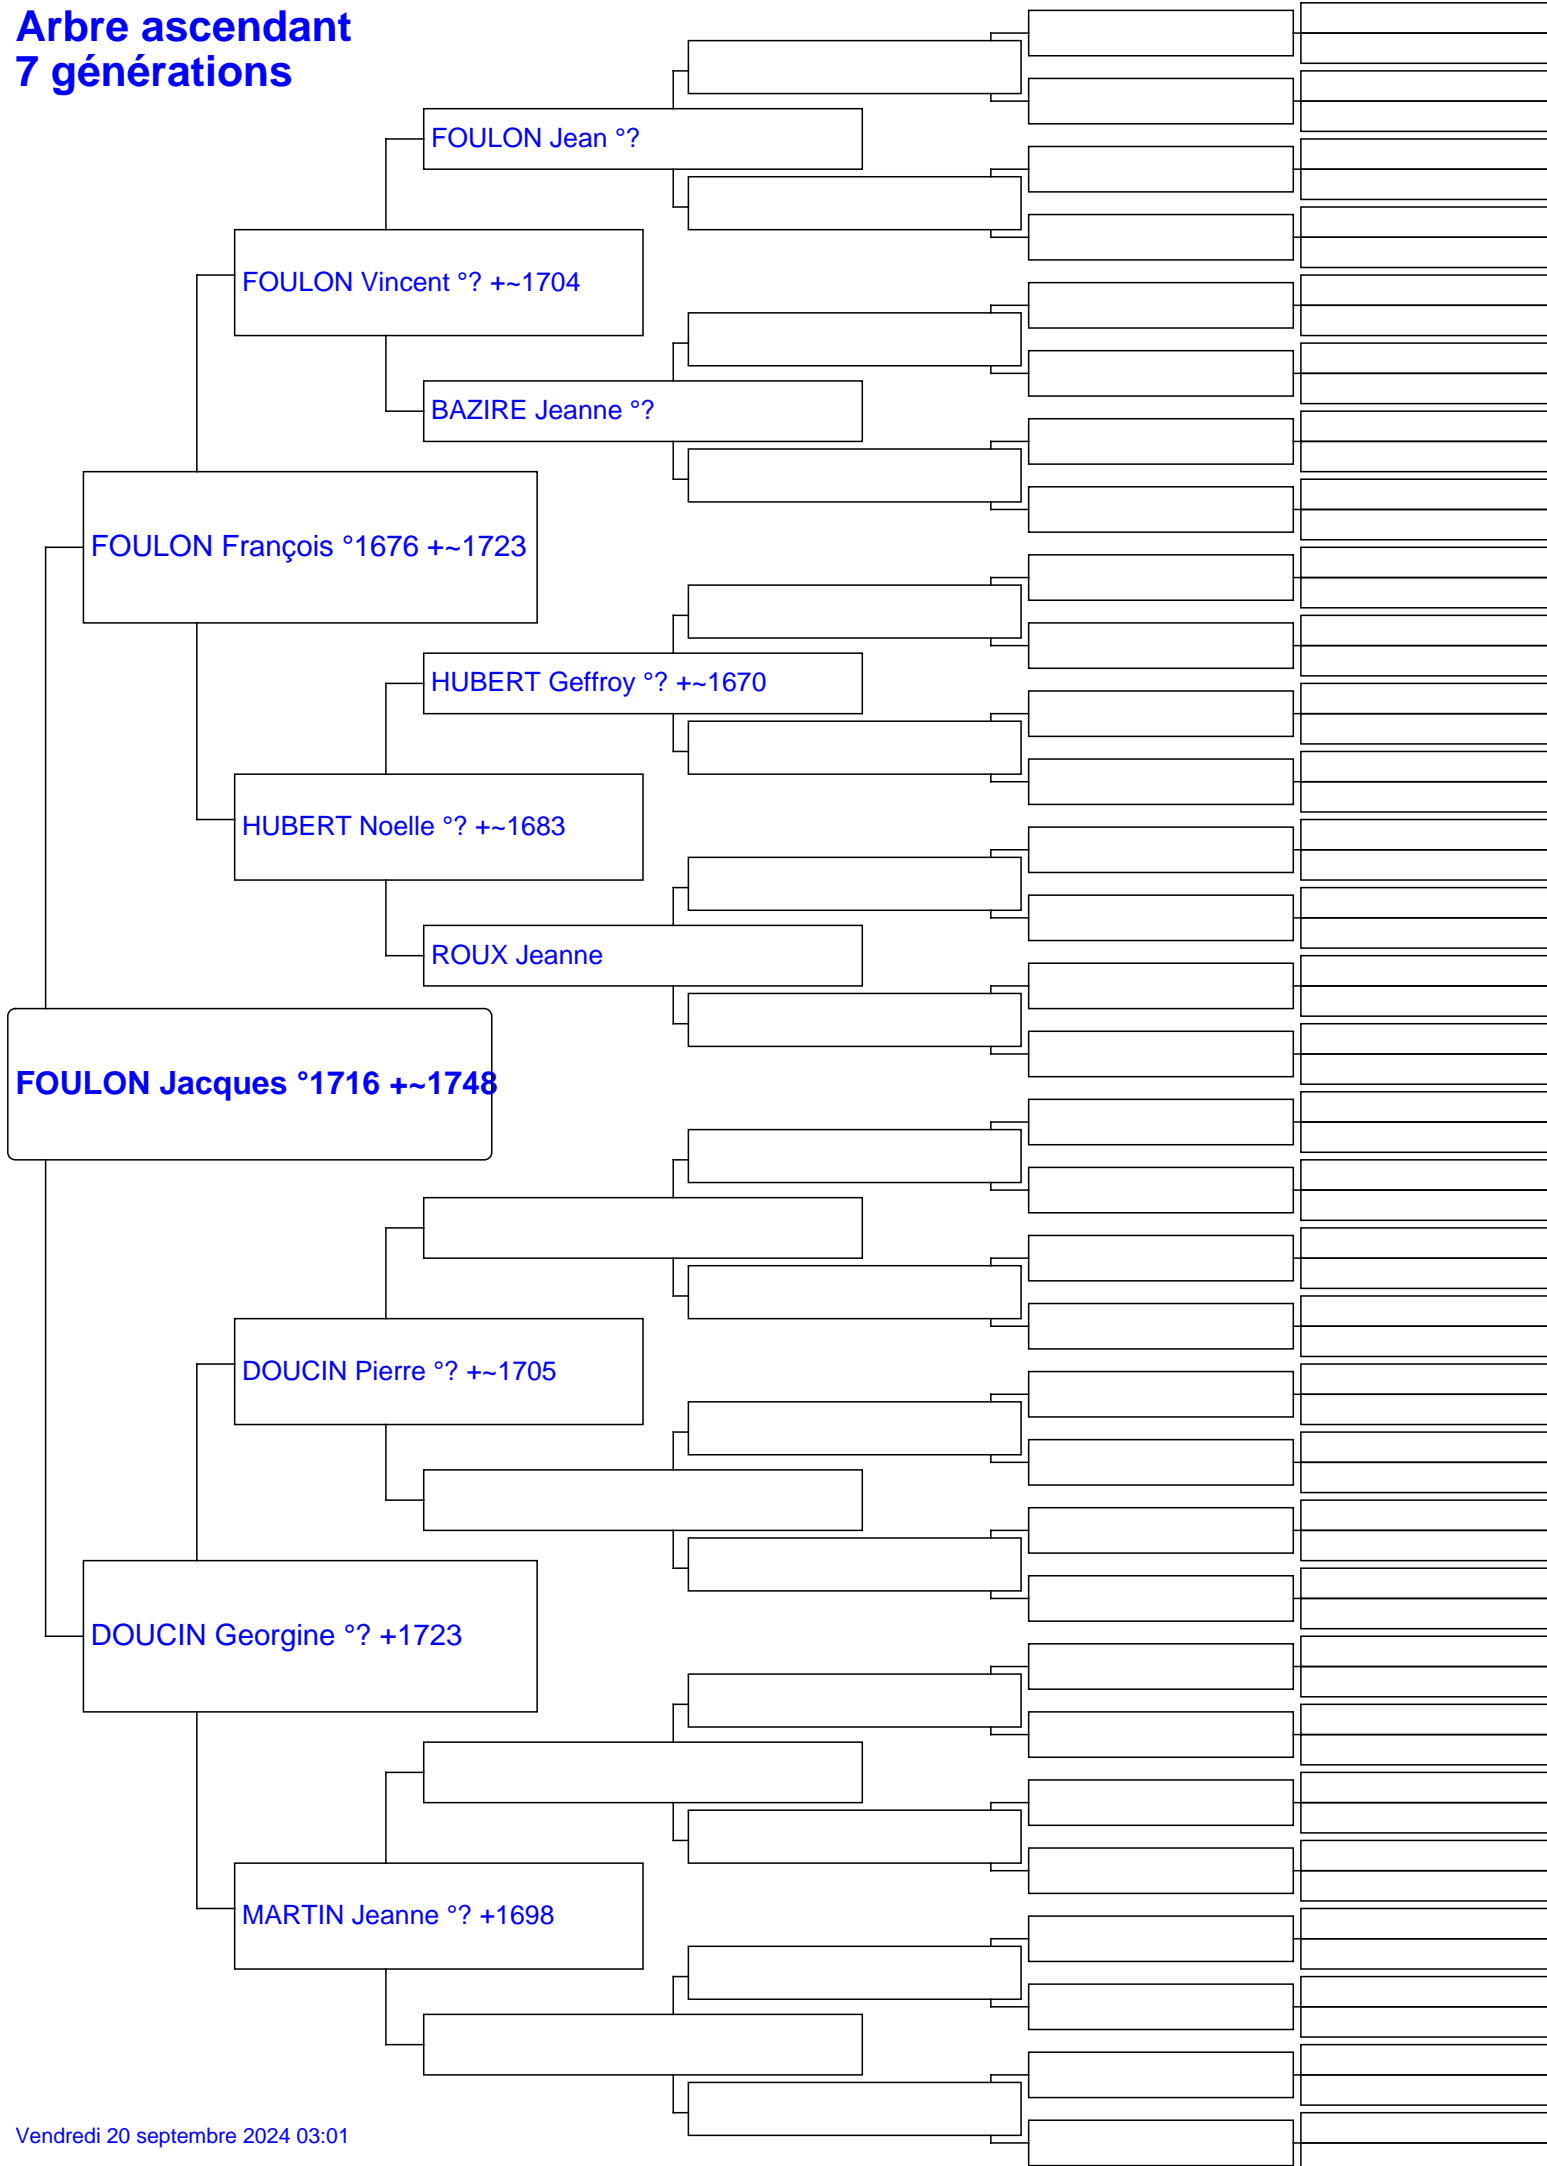 Arbre ascendant
7 générations
FOULON Jean °?
FOULON Vincent °? +~1704
BAZIRE Jeanne °?
FOULON François °1676 +~1723
HUBERT Geffroy °? +~1670
HUBERT Noelle °? +~1683
ROUX Jeanne
FOULON Jacques °1716 +~1748
DOUCIN Pierre °? +~1705
DOUCIN Georgine °? +1723
MARTIN Jeanne °? +1698
Vendredi 20 septembre 2024 03:01